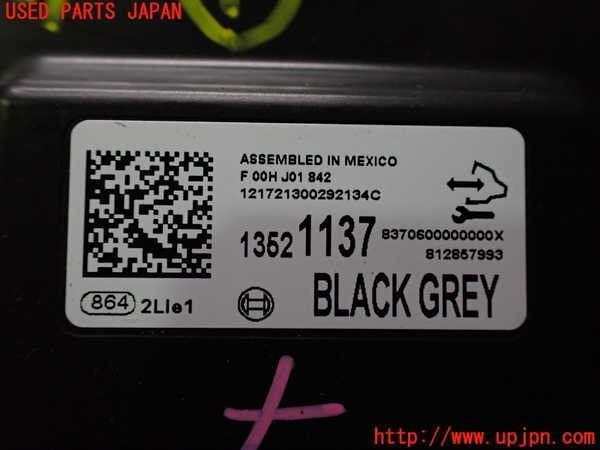 USED PARTS JAPAN
ASSEMBLED IN MEXICO
F 00H J01 842
121721300292134C
13521137 8370600000000X
812857993
864 2LIe1 BLACK GREY
http://www.upjpn.com/